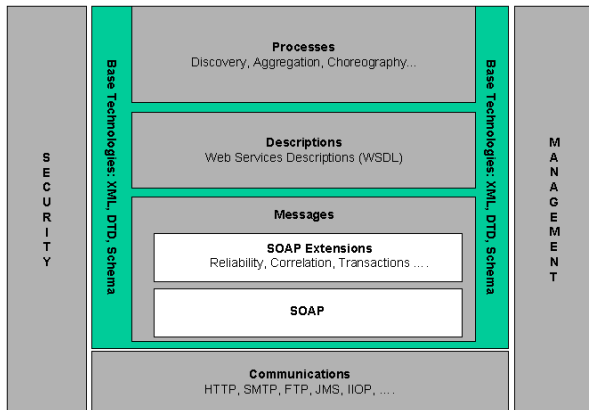 SECURITY
Base Technologies: XML, DTD, Schema
Processes
Discovery, Aggregation, Choreography...
Descriptions
Web Services Descriptions (WSDL)
Messages
SOAP Extensions
Reliability, Correlation, Transactions ….
SOAP
Base Technologies: XML, DTD, Schema
MANAGEMENT
Communications
HTTP, SMTP, FTP, JMS, IIOP, ….